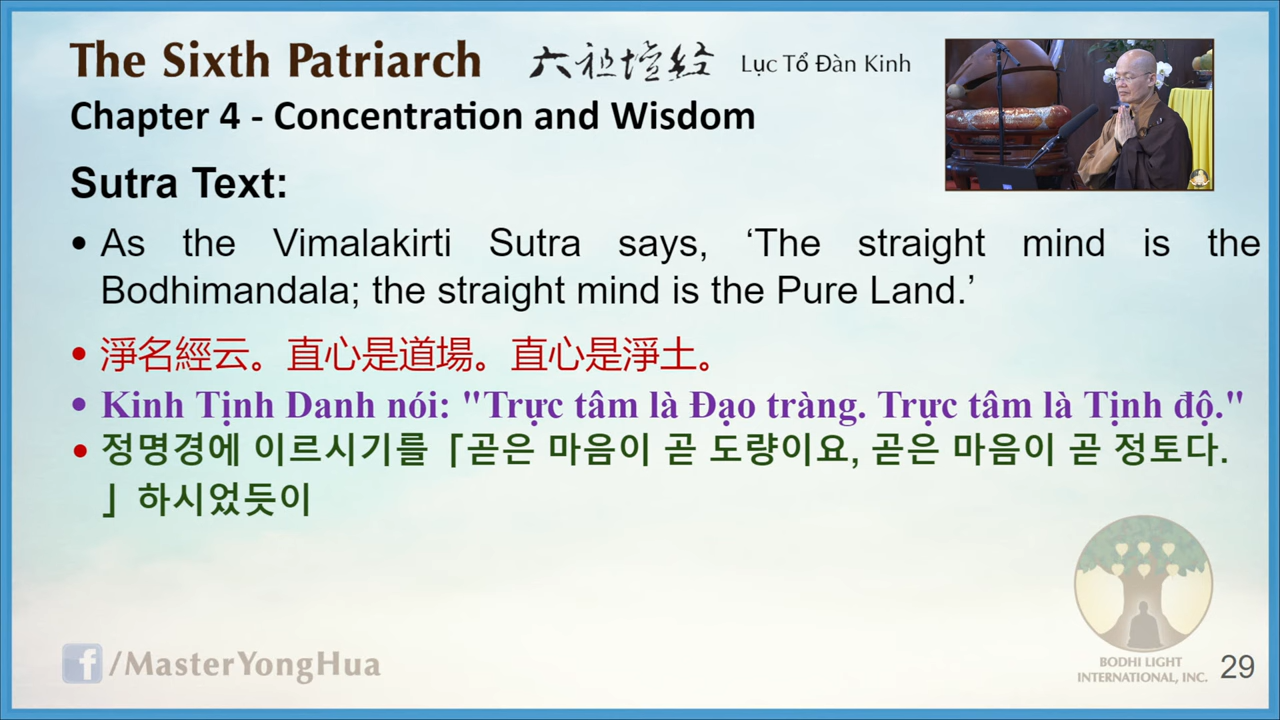 The Sixth Patriarch 六祖壇经 Lục Tổ Đàn Kinh
Chapter 4 - Concentration and Wisdom
Sutra Text:
• As the Vimalakirti Sutra says, ‘The straight mind is the
Bodhimandala; the straight mind is the Pure Land.’
• 淨名經云。直心是道場。直心是淨土。
• Kinh Tịnh Danh nói: "Trực tâm là Đạo tràng. Trực tâm là Tịnh độ."
• 정명경에 이르시기를「곧은 마음이 곧 도량이요, 곧은 마음이 곧 정토다.
」하시었듯이
f/MasterYongHua
BODHI LIGHT
INTERNATIONAL, INC.
29